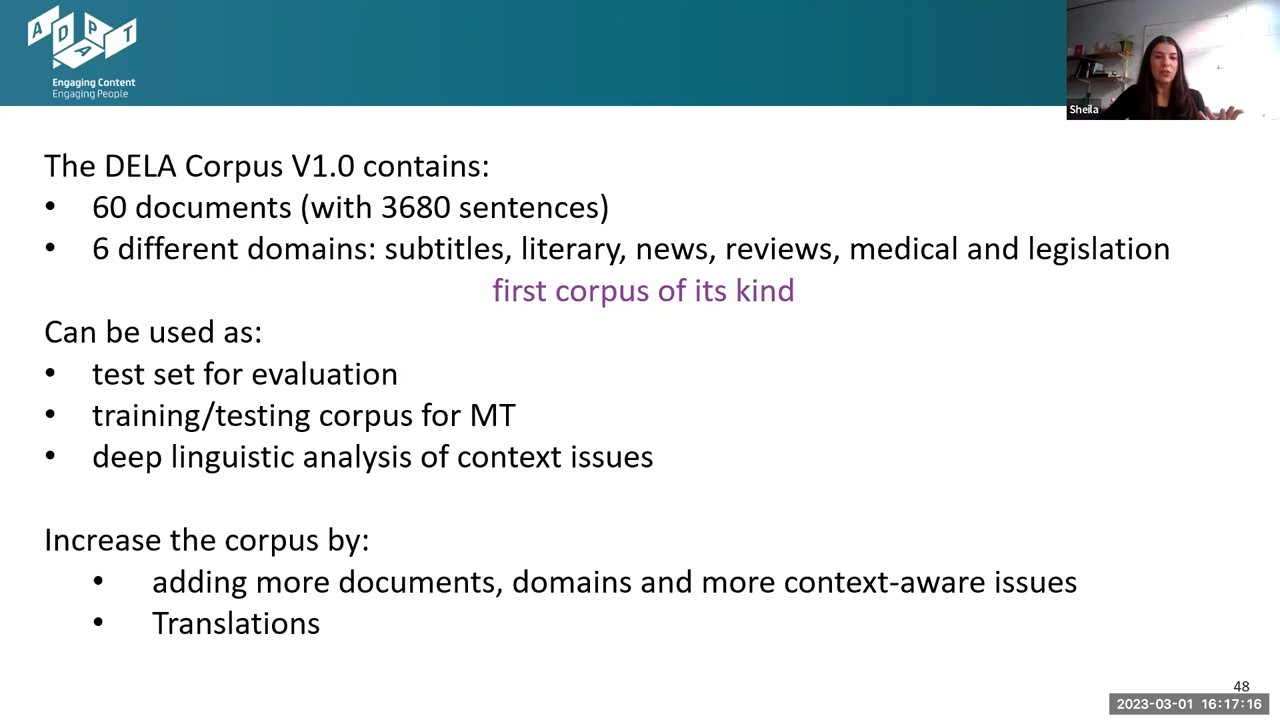 ADAPT
Engaging Content
Engaging People
Sheila
The DELA Corpus V1.0 contains:
• 60 documents (with 3680 sentences)
• 6 different domains: subtitles, literary, news, reviews, medical and legislation
first corpus of its kind
Can be used as:
• test set for evaluation
• training/testing corpus for MT
• deep linguistic analysis of context issues
Increase the corpus by:
• adding more documents, domains and more context-aware issues
• Translations
48
2023-03-01 16:17:16